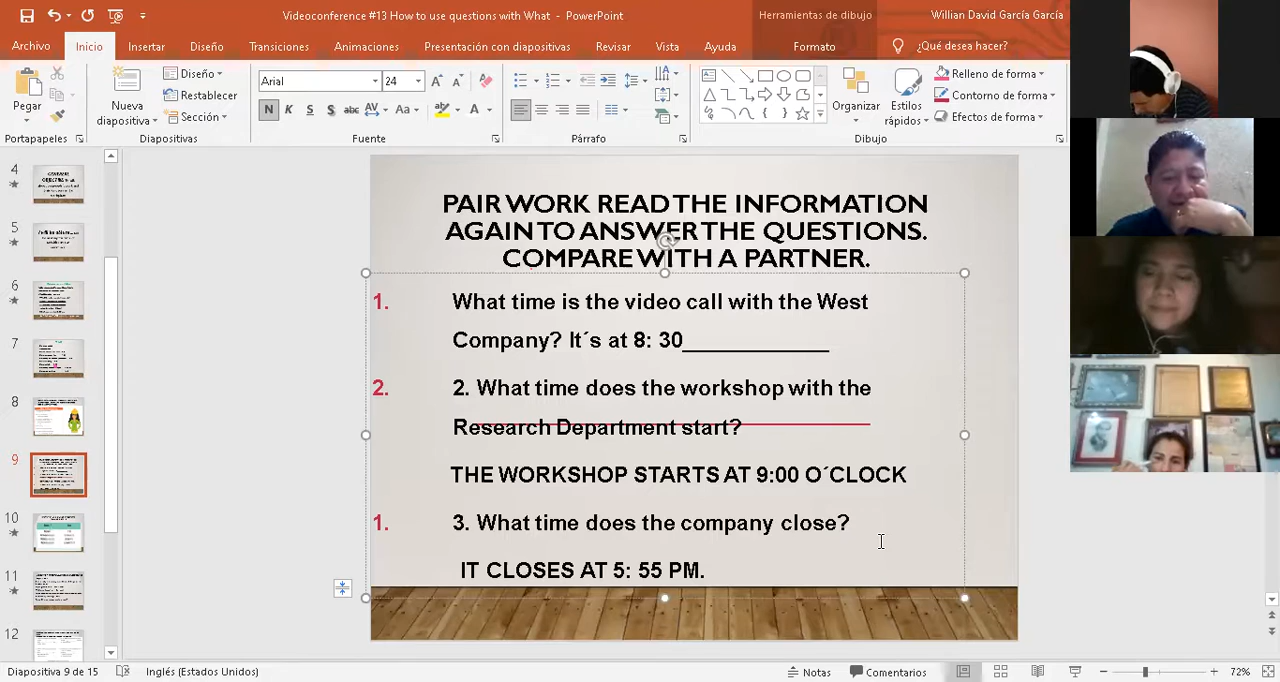 Videoconference #13 How to use questions with What - PowerPoint
Herramientas de dibujo
Willian David García García
Archivo
Inicio
Insertar
Diseño
Transiciones
Animaciones
Presentación con diapositivas
Revisar
Vista
Ayuda
Formato
¿Qué desea hacer?
Pegar
Portapapeles
Nueva
diapositiva
Diseño
Restablecer
Sección
Diapositivas
Arial
24
N K S S abc AV Aa A
Fuente
Párrafo
Organizar
Estilos
rápidos
Dibujo
Relleno de forma
Contorno de forma
Efectos de forma
4
5
6
7
8
9
10
11
12
PAIR WORK READ THE INFORMATION
AGAIN TO ANSWER THE QUESTIONS.
COMPARE WITH A PARTNER.
1. What time is the video call with the West
Company? It´s at 8: 30____________
2. 2. What time does the workshop with the
Research Department start?
THE WORKSHOP STARTS AT 9:00 O´CLOCK
1. 3. What time does the company close?
IT CLOSES AT 5: 55 PM.
Diapositiva 9 de 15
Inglés (Estados Unidos)
Notas
Comentarios
72%